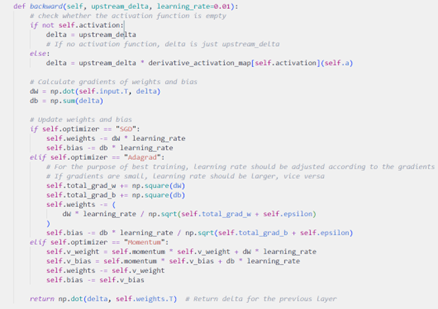 def backward(self, upstream_delta, learning_rate=0.01):
# check whether the activation function is empty
if not self.activation:
delta = upstream_delta
# If no activation function, delta is just upstream_delta
else:
delta = upstream_delta * derivative_activation_map[self.activation](self.a)
# Calculate gradients of weights and bias
dW = np.dot(self.input.T, delta)
db = np.sum(delta)
# Update weights and bias
if self.optimizer == "SGD":
self.weights -= dW * learning_rate
self.bias -= db * learning_rate
elif self.optimizer == "Adagrad":
# For the purpose of best training, learning rate should be adjusted according to the gradients
# If gradients are small, learning rate should be larger, vice versa
self.total_grad_w += np.square(dW)
self.total_grad_b += np.square(db)
self.weights -= (
dW * learning_rate / np.sqrt(self.total_grad_w + self.epsilon)
)
self.bias -= db * learning_rate / np.sqrt(self.total_grad_b + self.epsilon)
elif self.optimizer == "Momentum":
self.v_weight = self.momentum * self.v_weight + dW * learning_rate
self.v_bias = self.momentum * self.v_bias + db * learning_rate
self.weights -= self.v_weight
self.bias -= self.v_bias
return np.dot(delta, self.weights.T) # Return delta for the previous layer